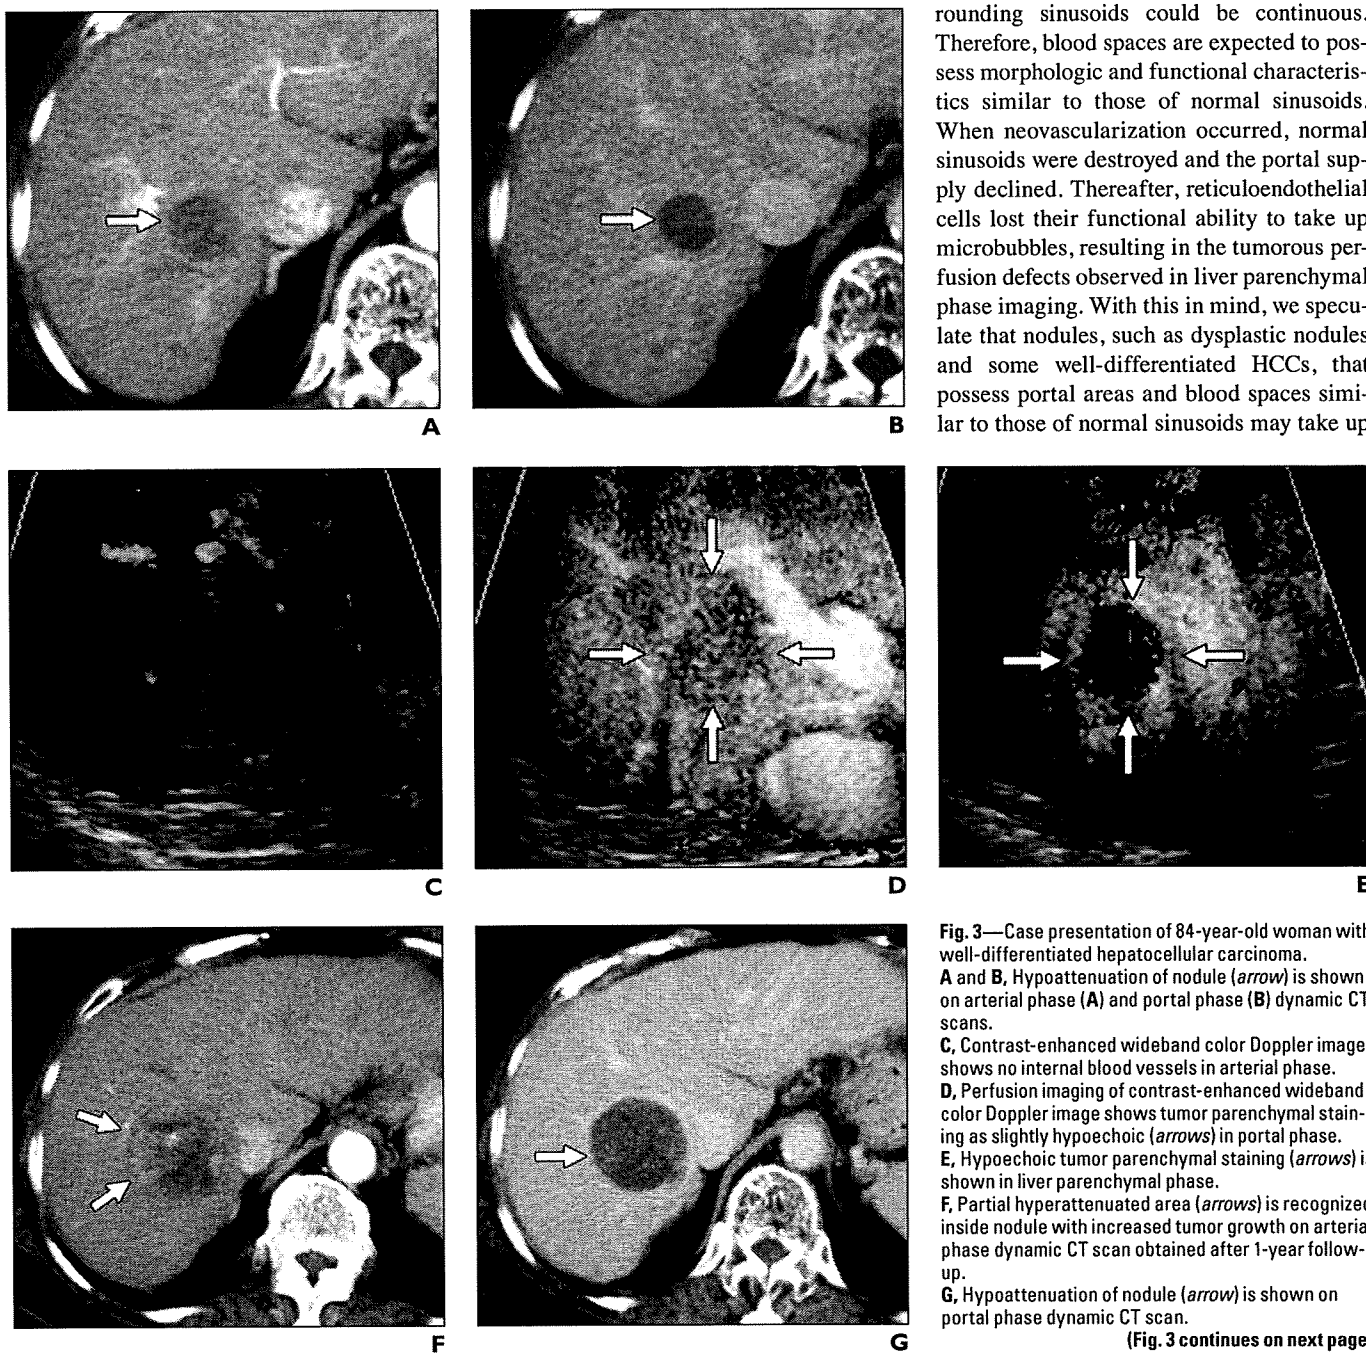 rounding sinusoids could be continuous.
Therefore, blood spaces are expected to pos-
sess morphologic and functional characteris-
tics similar to those of normal sinusoids.
When neovascularization occurred, normal
sinusoids were destroyed and the portal sup-
ply declined. Thereafter, reticuloendothelial
cells lost their functional ability to take up
microbubbles, resulting in the tumorous per-
fusion defects observed in liver parenchymal
phase imaging. With this in mind, we specu-
late that nodules, such as dysplastic nodules
and some well-differentiated HCCs, that
possess portal areas and blood spaces simi-
lar to those of normal sinusoids may take up
A
B
C
D
E
F
G
Fig. 3—Case presentation of 84-year-old woman with
well-differentiated hepatocellular carcinoma.
A and B, Hypoattenuation of nodule (arrow) is shown
on arterial phase (A) and portal phase (B) dynamic CT
scans.
C, Contrast-enhanced wideband color Doppler image
shows no internal blood vessels in arterial phase.
D, Perfusion imaging of contrast-enhanced wideband
color Doppler image shows tumor parenchymal stain-
ing as slightly hypoechoic (arrows) in portal phase.
E, Hypoechoic tumor parenchymal staining (arrows) i
shown in liver parenchymal phase.
F, Partial hyperattenuated area (arrows) is recognized
inside nodule with increased tumor growth on arteria
phase dynamic CT scan obtained after 1-year follow-
up.
G, Hypoattenuation of nodule (arrow) is shown on
portal phase dynamic CT scan.
(Fig. 3 continues on next page